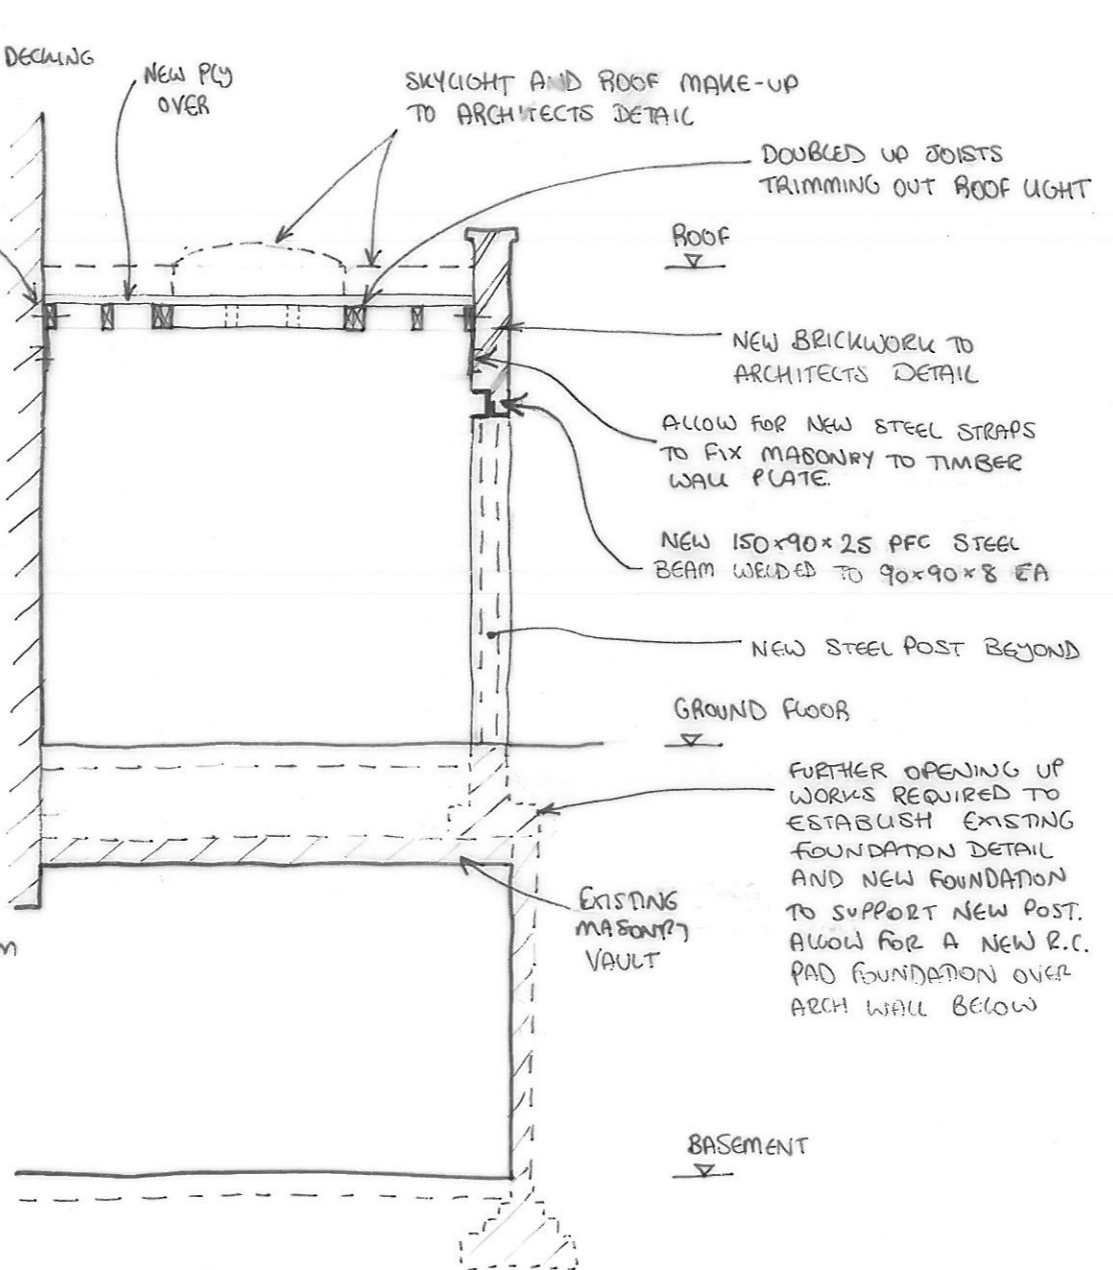 DECKING
NEW PLY
OVER
SKYLIGHT AND ROOF MAKE-UP
TO ARCHITECTS DETAIL
DOUBLED UP JOISTS
TRIMMING OUT ROOF LIGHT
ROOF
NEW BRICKWORK TO
ARCHITECTS DETAIL
ALLOW FOR NEW STEEL STRAPS
TO FIX MASONRY TO TIMBER
WALL PLATE.
NEW 150x90x25 PFC STEEL
BEAM WELDED TO 90x90x8 EA
NEW STEEL POST BEYOND
GROUND FLOOR
FURTHER OPENING UP
WORKS REQUIRED TO
ESTABLISH EXISTING
FOUNDATION DETAIL
AND NEW FOUNDATION
TO SUPPORT NEW POST.
ALLOW FOR A NEW R.C.
PAD FOUNDATION OVER
ARCH WALL BELOW
EXISTING
MASONRY
VAULT
BASEMENT